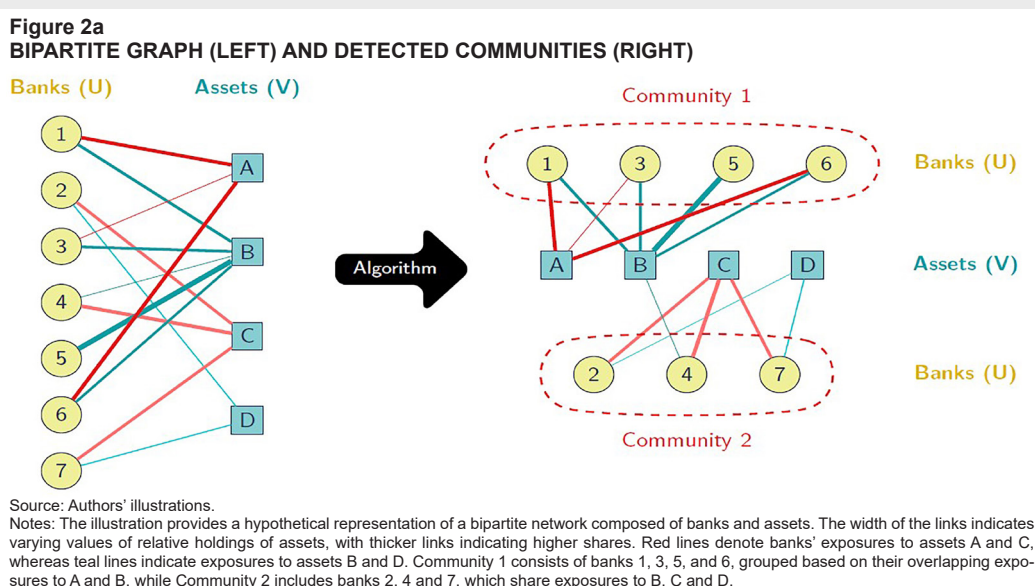 Figure 2a
BIPARTITE GRAPH (LEFT) AND DETECTED COMMUNITIES (RIGHT)
Banks (U)
Assets (V)
1
2
3
4
5
6
7
A
B
C
D
Algorithm
Community 1
1 3 5 6
Banks (U)
A B C D
Assets (V)
2 4 7
Banks (U)
Community 2
Source: Authors' illustrations.
Notes: The illustration provides a hypothetical representation of a bipartite network composed of banks and assets. The width of the links indicates
varying values of relative holdings of assets, with thicker links indicating higher shares. Red lines denote banks' exposures to assets A and C,
whereas teal lines indicate exposures to assets B and D. Community 1 consists of banks 1, 3, 5, and 6, grouped based on their overlapping expo-
sures to A and B, while Community 2 includes banks 2, 4 and 7, which share exposures to B, C and D.